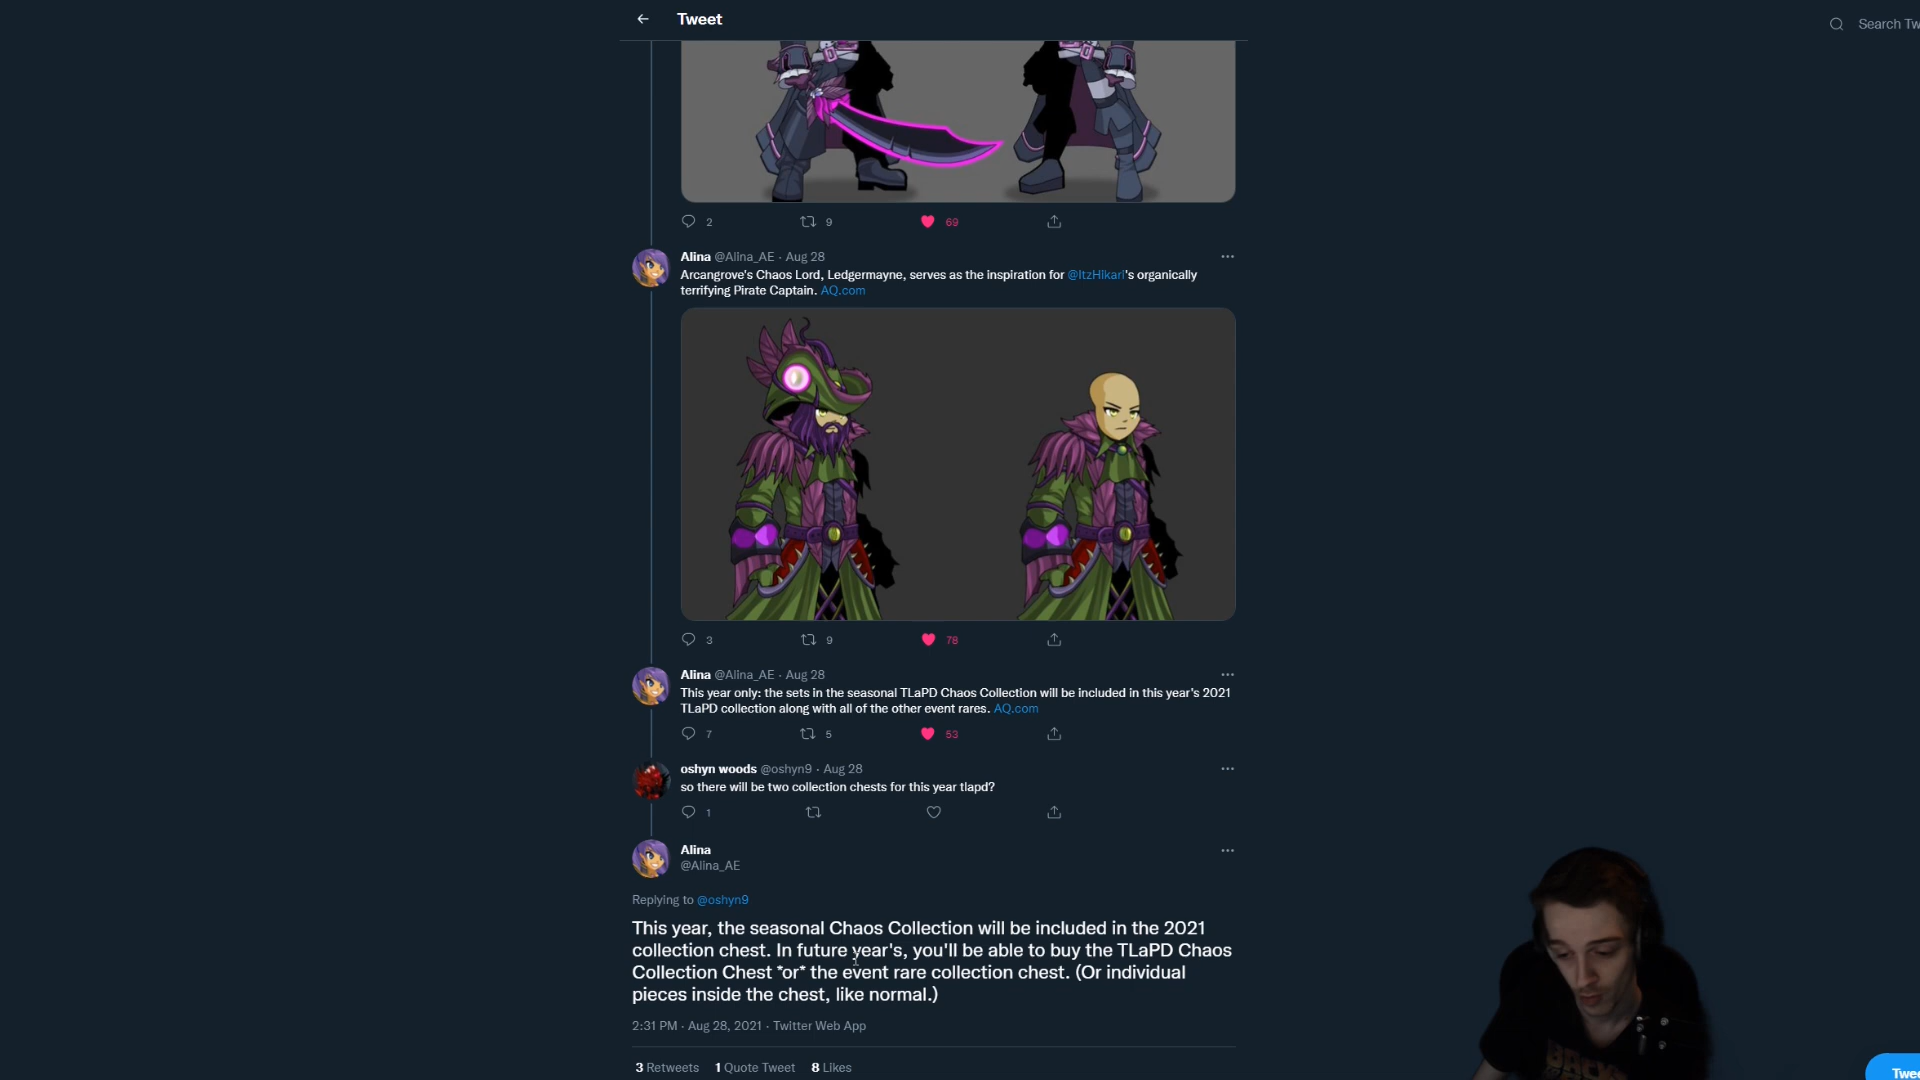 Tweet
Search Tw
2 9 69
Alina @Alina_AE · Aug 28
Arcangrove's Chaos Lord, Ledgermayne, serves as the inspiration for @ItzHikari's organically
terrifying Pirate Captain. AQ.com
3 9 78
Alina @Alina_AE · Aug 28
This year only: the sets in the seasonal TLaPD Chaos Collection will be included in this year's 2021
TLaPD collection along with all of the other event rares. AQ.com
7 5 53
oshyn woods @oshyn9 · Aug 28
so there will be two collection chests for this year tlapd?
1
Alina
@Alina_AE
Replying to @oshyn9
This year, the seasonal Chaos Collection will be included in the 2021
collection chest. In future year's, you'll be able to buy the TLaPD Chaos
Collection Chest *or* the event rare collection chest. (Or individual
pieces inside the chest, like normal.)
2:31 PM · Aug 28, 2021 · Twitter Web App
3 Retweets 1 Quote Tweet 8 Likes
Twee